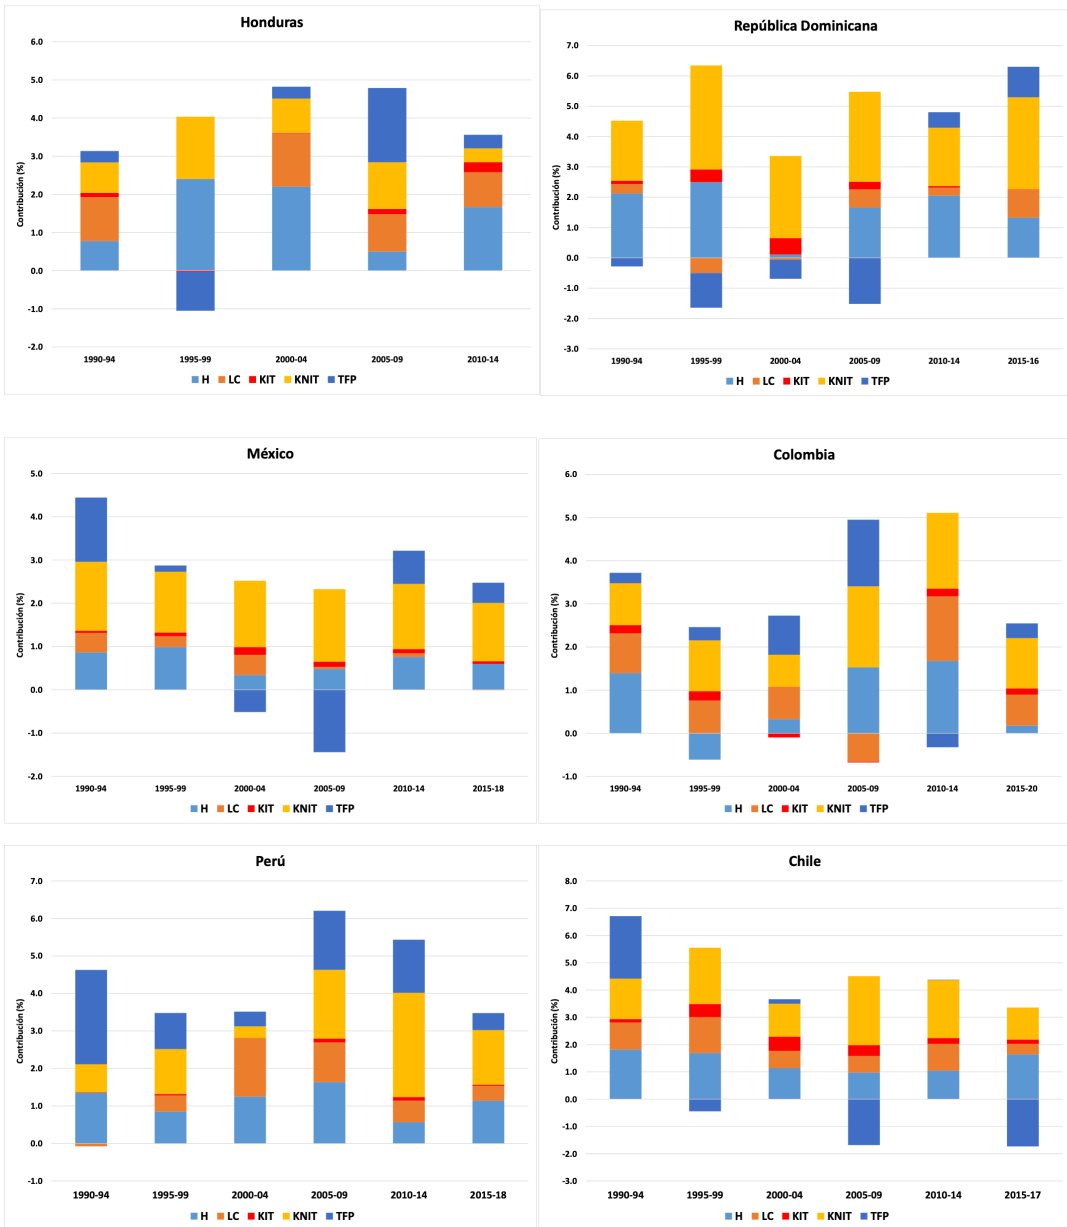 Honduras
Contribución (%)
6.0
5.0
4.0
3.0
2.0
1.0
0.0
-1.0
-2.0
1990-94 1995-99 2000-04 2005-09 2010-14
H LC KIT KNIT TFP
República Dominicana
Contribución (%)
7.0
6.0
5.0
4.0
3.0
2.0
1.0
0.0
-1.0
-2.0
-3.0
1990-94 1995-99 2000-04 2005-09 2010-14 2015-16
H LC KIT KNIT TFP
México
Contribución (%)
5.0
4.0
3.0
2.0
1.0
0.0
-1.0
-2.0
1990-94 1995-99 2000-04 2005-09 2010-14 2015-18
H LC KIT KNIT TFP
Colombia
Contribución (%)
6.0
5.0
4.0
3.0
2.0
1.0
0.0
-1.0
1990-94 1995-99 2000-04 2005-09 2010-14 2015-20
H LC KIT KNIT TFP
Perú
Contribución (%)
7.0
6.0
5.0
4.0
3.0
2.0
1.0
0.0
-1.0
1990-94 1995-99 2000-04 2005-09 2010-14 2015-18
H LC KIT KNIT TFP
Chile
Contribución (%)
8.0
7.0
6.0
5.0
4.0
3.0
2.0
1.0
0.0
-1.0
-2.0
-3.0
1990-94 1995-99 2000-04 2005-09 2010-14 2015-17
H LC KIT KNIT TFP